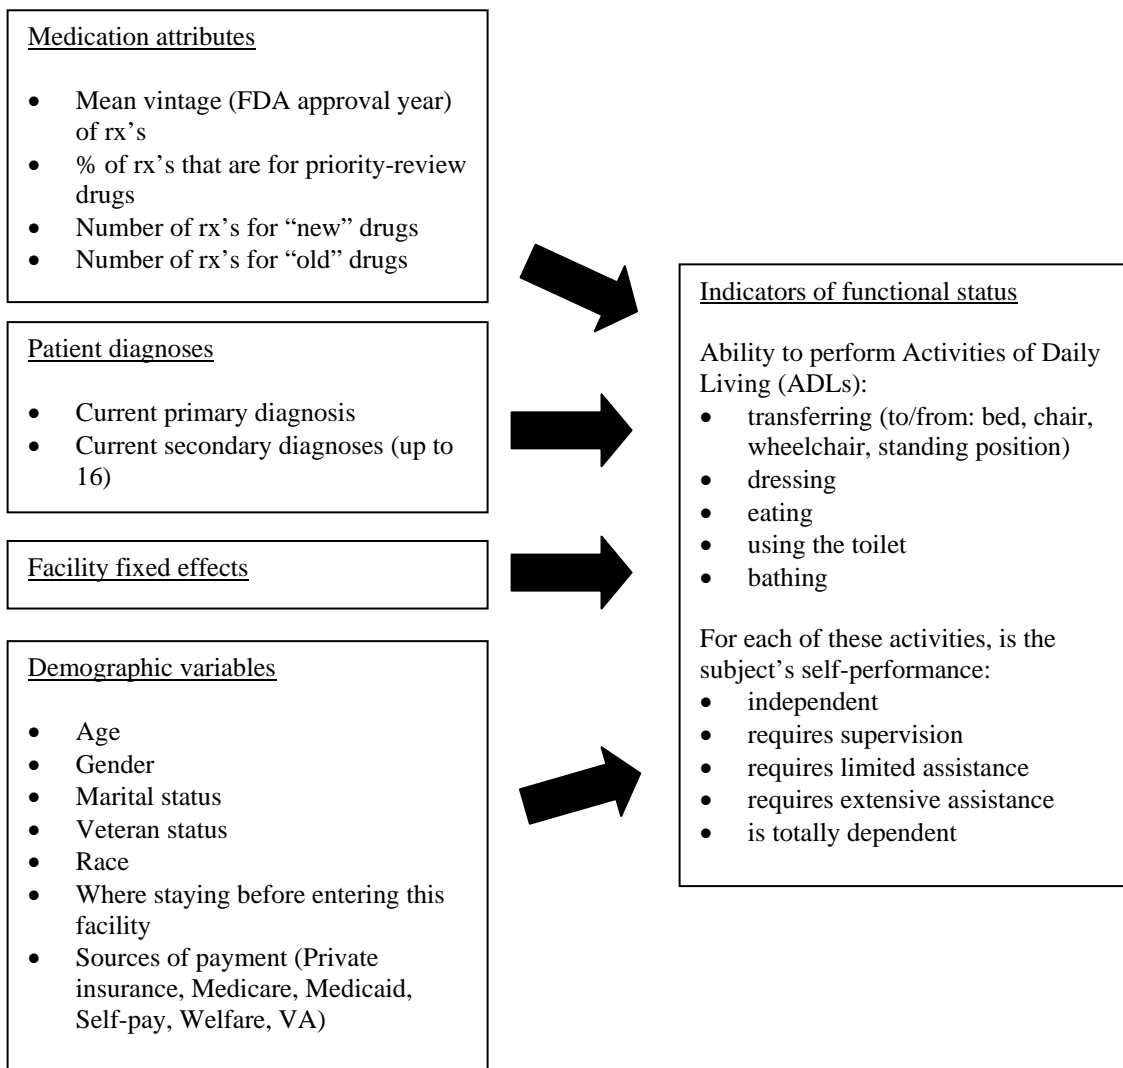 Medication attributes
• Mean vintage (FDA approval year)
of rx’s
• % of rx’s that are for priority-review
drugs
• Number of rx’s for “new” drugs
• Number of rx’s for “old” drugs
Patient diagnoses
• Current primary diagnosis
• Current secondary diagnoses (up to
16)
Facility fixed effects
Demographic variables
• Age
• Gender
• Marital status
• Veteran status
• Race
• Where staying before entering this
facility
• Sources of payment (Private
insurance, Medicare, Medicaid,
Self-pay, Welfare, VA)
Indicators of functional status
Ability to perform Activities of Daily
Living (ADLs):
• transferring (to/from: bed, chair,
wheelchair, standing position)
• dressing
• eating
• using the toilet
• bathing
For each of these activities, is the
subject’s self-performance:
• independent
• requires supervision
• requires limited assistance
• requires extensive assistance
• is totally dependent